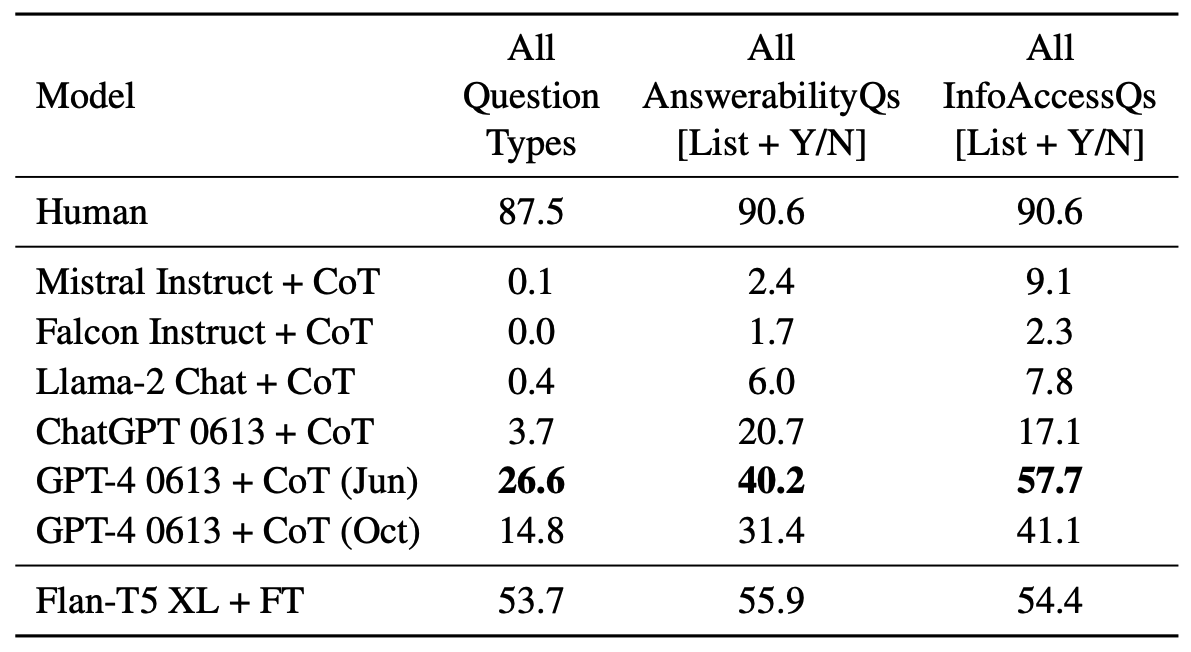 Model All Question Types All AnswerabilityQs [List + Y/N] All InfoAccessQs [List + Y/N]
Human 87.5 90.6 90.6
Mistral Instruct + CoT 0.1 2.4 9.1
Falcon Instruct + CoT 0.0 1.7 2.3
Llama-2 Chat + CoT 0.4 6.0 7.8
ChatGPT 0613 + CoT 3.7 20.7 17.1
GPT-4 0613 + CoT (Jun) 26.6 40.2 57.7
GPT-4 0613 + CoT (Oct) 14.8 31.4 41.1
Flan-T5 XL + FT 53.7 55.9 54.4